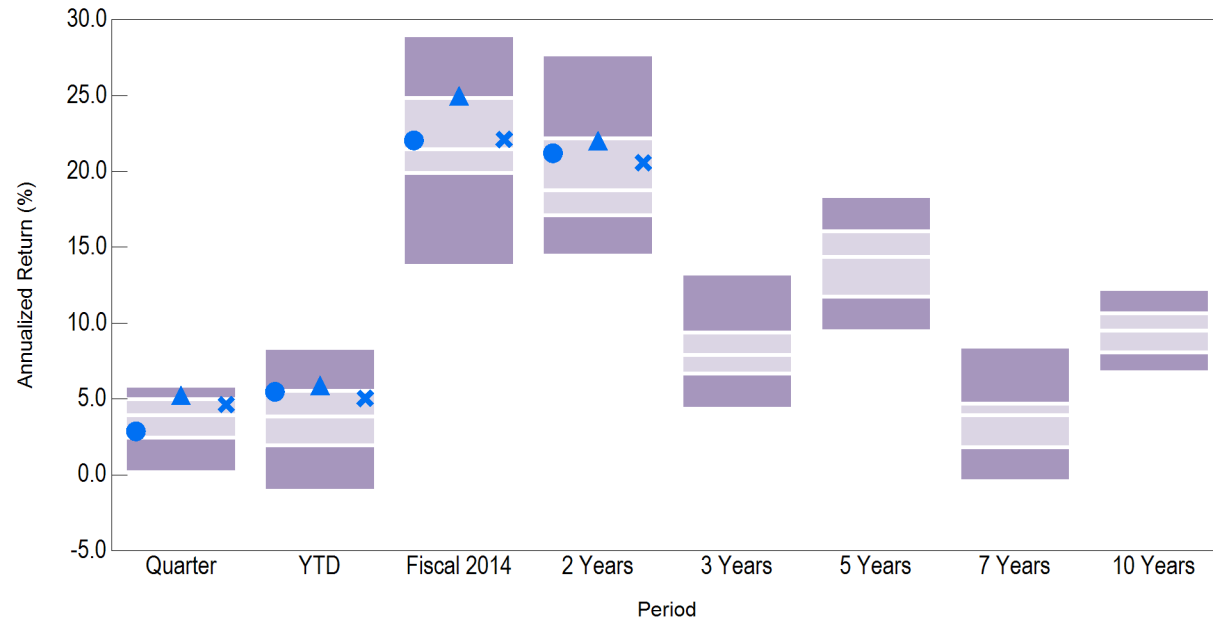 30.0
25.0
20.0
15.0
10.0
5.0
0.0
-5.0
Annualized Return (%)
Quarter YTD Fiscal 2014 2 Years 3 Years 5 Years 7 Years 10 Years
Period